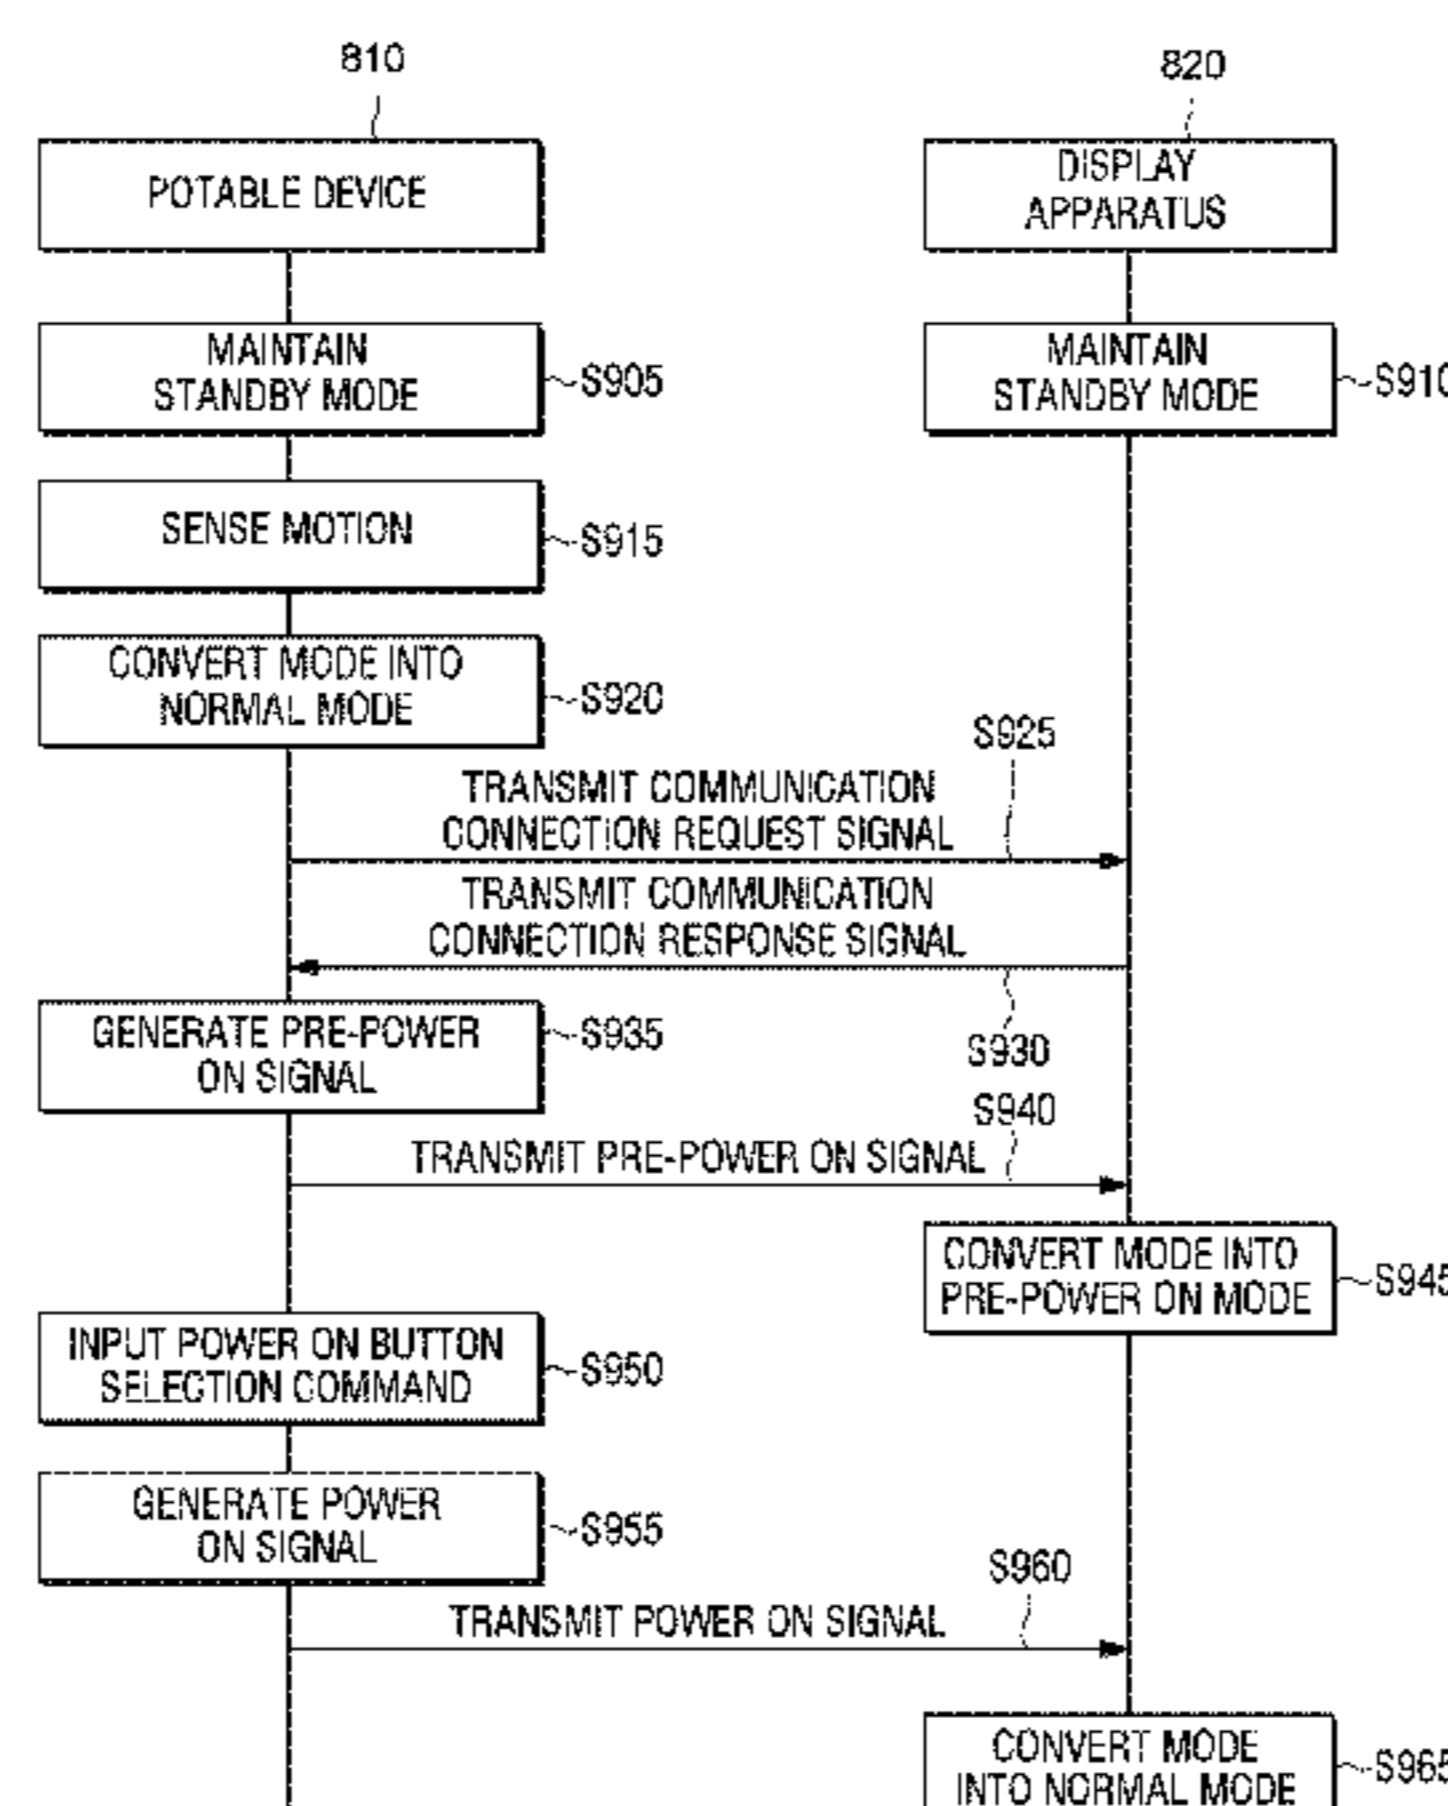 810
820
POTABLE DEVICE
DISPLAY
APPARATUS
MAINTAIN
STANDBY MODE
S905
MAINTAIN
STANDBY MODE
S910
SENSE MOTION
S915
CONVERT MODE INTO
NORMAL MODE
S920
S925
TRANSMIT COMMUNICATION
CONNECTION REQUEST SIGNAL
TRANSMIT COMMUNICATION
CONNECTION RESPONSE SIGNAL
S930
GENERATE PRE-POWER
ON SIGNAL
S935
S940
TRANSMIT PRE-POWER ON SIGNAL
CONVERT MODE INTO
PRE-POWER ON MODE
S945
INPUT POWER ON BUTTON
SELECTION COMMAND
S950
GENERATE POWER
ON SIGNAL
S955
S960
TRANSMIT POWER ON SIGNAL
CONVERT MODE
INTO NORMAL MODE
S965